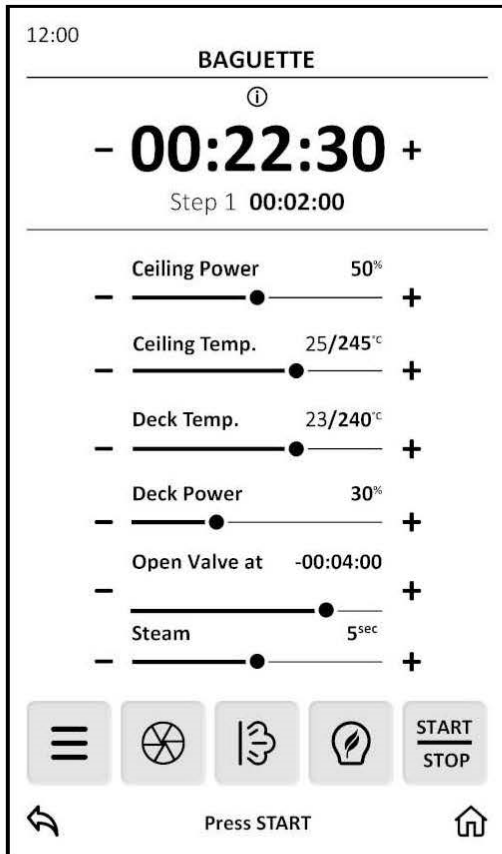 12:00
BAGUETTE
- 00:22:30 +
Step 1 00:02:00
Ceiling Power 50%
- +
Ceiling Temp. 25/245°C
- +
Deck Temp. 23/240°C
- +
Deck Power 30%
- +
Open Valve at -00:04:00
- +
Steam 5sec
- +
START
STOP
Press START